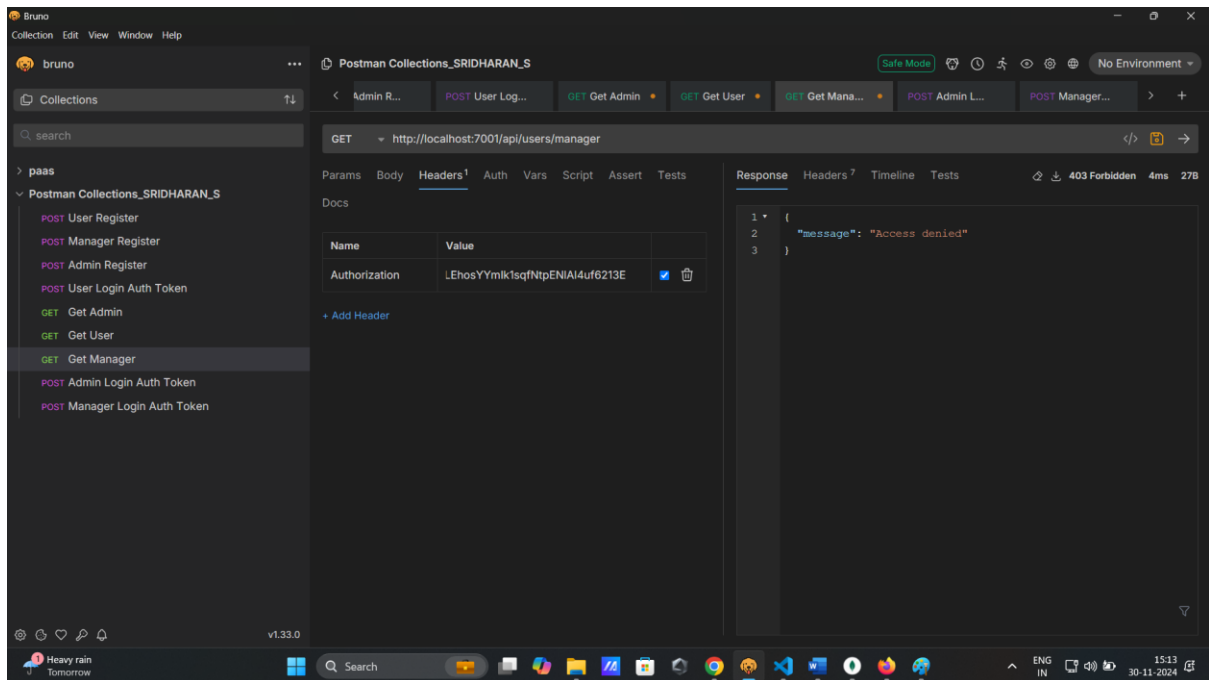 Bruno
Collection Edit View Window Help
bruno
Postman Collections_SRIDHARAN_S
Safe Mode
No Environment
Collections
Admin R...
POST User Log...
GET Get Admin
GET Get User
GET Get Mana...
POST Admin L...
POST Manager...
search
GET http://localhost:7001/api/users/manager
paas
Postman Collections_SRIDHARAN_S
POST User Register
POST Manager Register
POST Admin Register
POST User Login Auth Token
GET Get Admin
GET Get User
GET Get Manager
POST Admin Login Auth Token
POST Manager Login Auth Token
Params Body Headers1 Auth Vars Script Assert Tests
Docs
Name Value
Authorization
+ Add Header
Response Headers7 Timeline Tests
403 Forbidden 4ms 27B
1 {
2 "message": "Access denied"
3 }
v1.33.0
1
Heavy rain
Tomorrow
Search
ENG
IN
15:13
30-11-2024